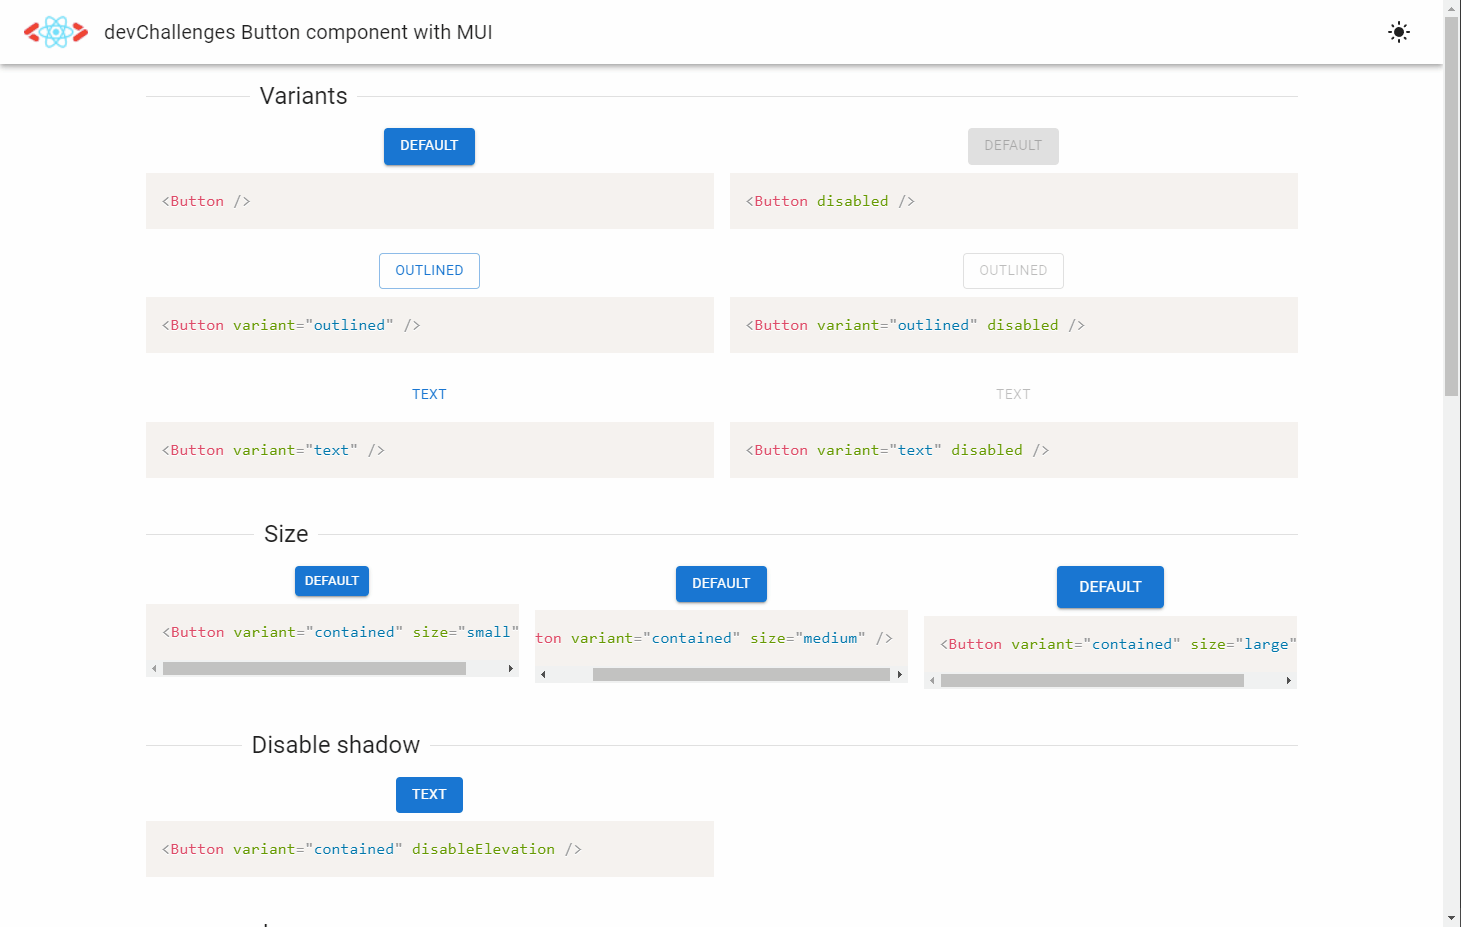 devChallenges Button component with MUI
Variants
DEFAULT
DEFAULT
<Button />
<Button disabled />
OUTLINED
OUTLINED
<Button variant="outlined" />
<Button variant="outlined" disabled />
TEXT
TEXT
<Button variant="text" />
<Button variant="text" disabled />
Size
DEFAULT
DEFAULT
DEFAULT
<Button variant="contained" size="small"
ton variant="contained" size="medium" />
<Button variant="contained" size="large"
Disable shadow
TEXT
<Button variant="contained" disableElevation />